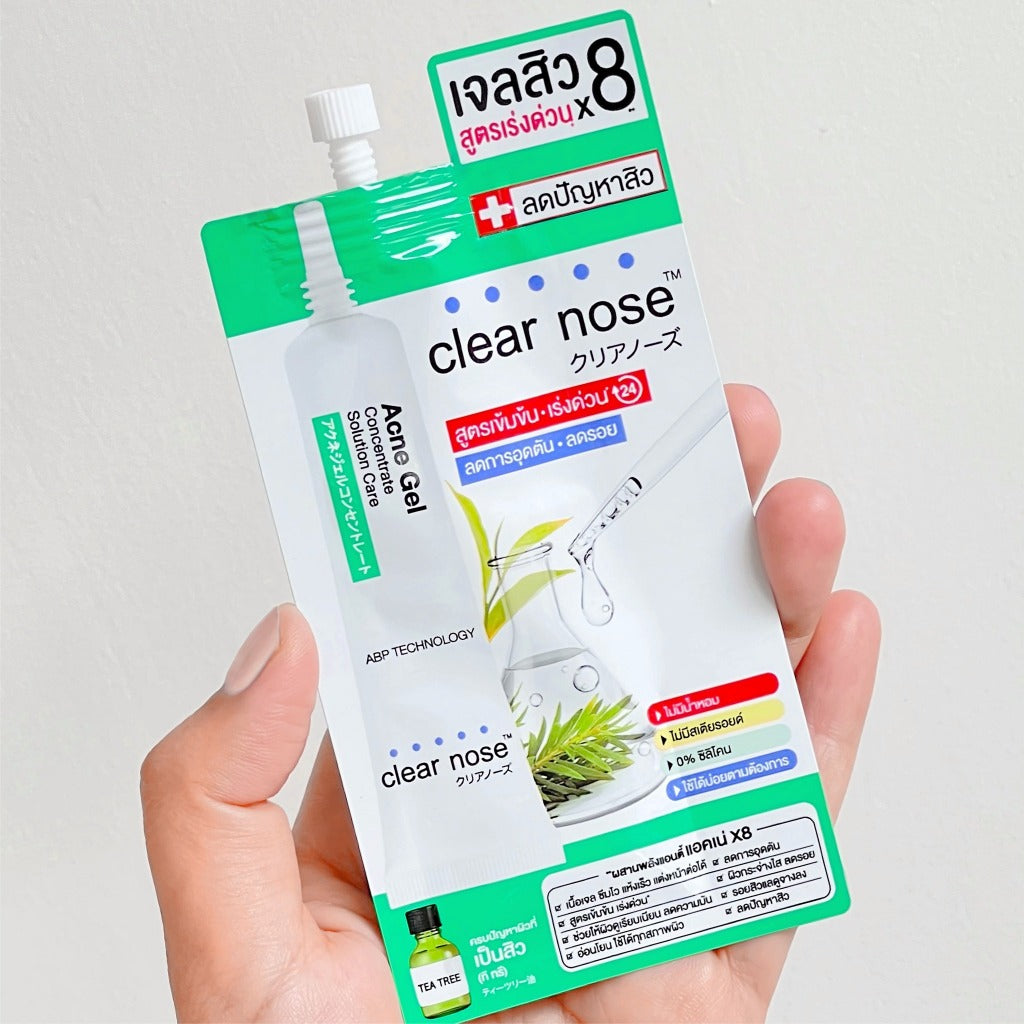 เจลสิว
สูตรเร่งด่วน x8
ลดปัญหาสิว
clear nose™
クリアノーズ
สูตรเข้มข้น • เร่งด่วน* 24
ลดการอุดตัน • ลดรอย
Acne Gel
Concentrate
Solution Care
アクネジェルコンセントレート
ABP TECHNOLOGY
clear nose™
クリアノーズ
ไม่มีน้ำหอม
ไม่มีสเตียรอยด์
0% ซิลิโคน
ใช้ได้บ่อยตามต้องการ
ผสานพลังแอนตี้ แอคเน่ X8
เนื้อเจล ซึมไว แห้งเร็ว แต่งหน้าต่อได้
สูตรเข้มข้น เร่งด่วน*
ช่วยให้ผิวดูเรียบเนียน ลดความมัน
อ่อนโยน ใช้ได้ทุกสภาพผิว
ลดการอุดตัน
ผิวกระจ่างใส ลดรอย
รอยสิวแลดูจางลง
ลดปัญหาสิว
ครบปัญหาผิวที่
เป็นสิว
(ที ทรี)
ティーツリー油
TEA TREE